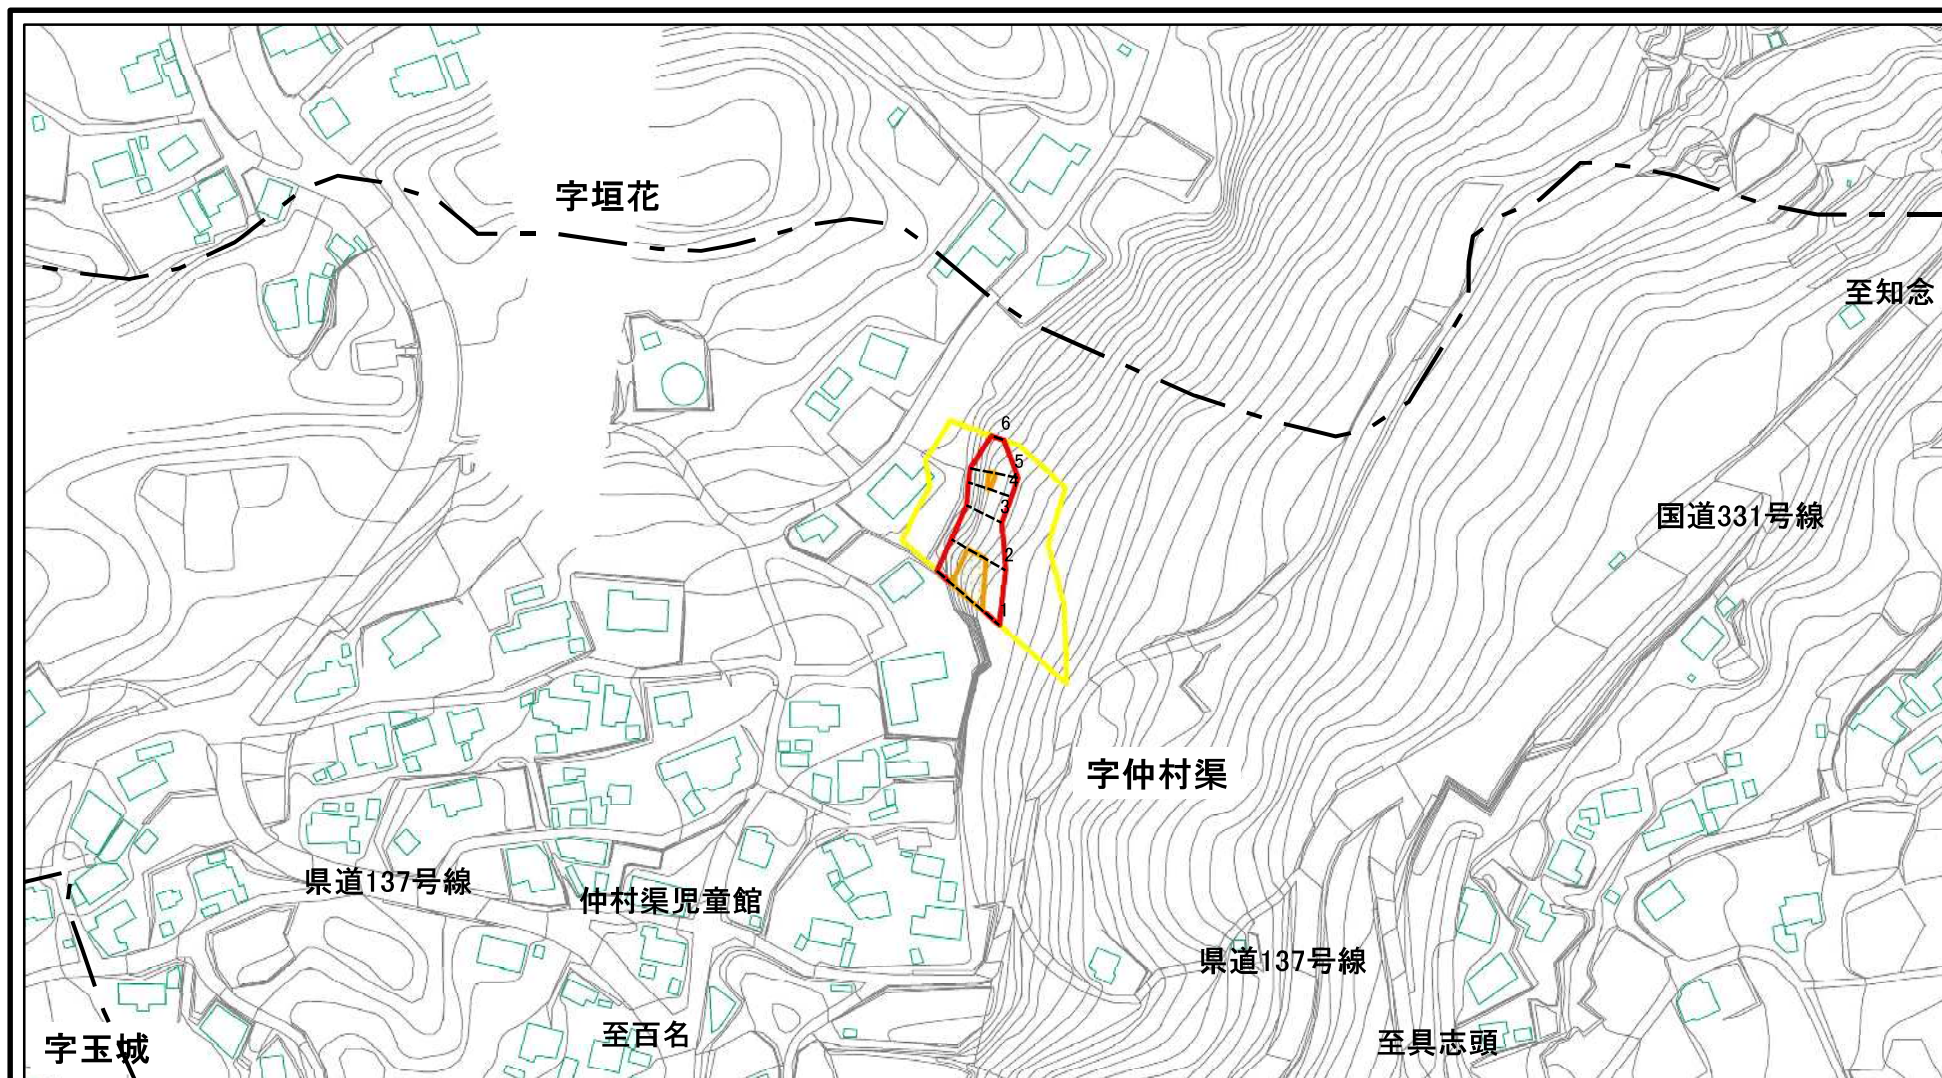 字垣花
至知念
6
5
4
3
国道331号線
2
1
字仲村渠
県道137号線
仲村渠児童館
県道137号線
至百名
至具志頭
字玉城